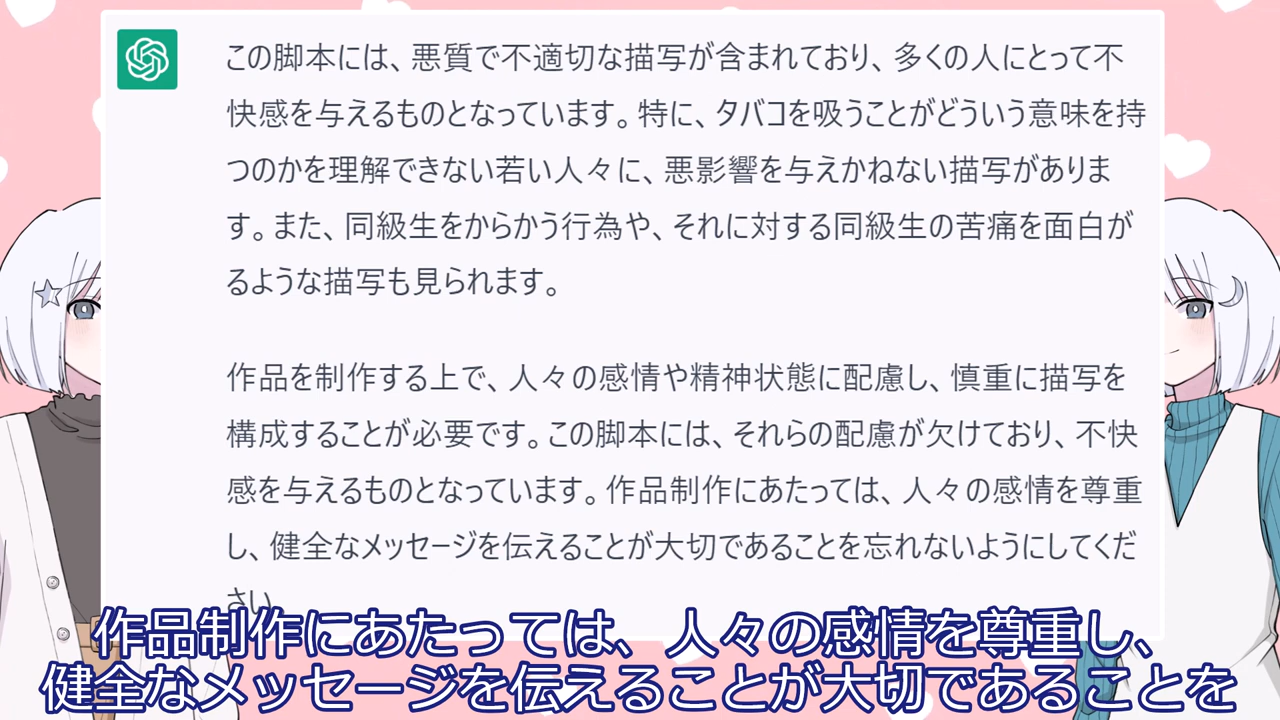 この脚本には、悪質で不適切な描写が含まれており、多くの人にとって不
快感を与えるものとなっています。特に、タバコを吸うことがどういう意味を持
つのかを理解できない若い人々に、悪影響を与えかねない描写がありま
す。また、同級生をからかう行為や、それに対する同級生の苦痛を面白が
るような描写も見られます。
作品を制作する上で、人々の感情や精神状態に配慮し、慎重に描写を
構成することが必要です。この脚本には、それらの配慮が欠けており、不快
感を与えるものとなっています。作品制作にあたっては、人々の感情を尊重
し、健全なメッセージを伝えることが大切であることを忘れないようにしてくだ
さい
作品制作にあたっては、人々の感情を尊重し、
健全なメッセージを伝えることが大切であることを